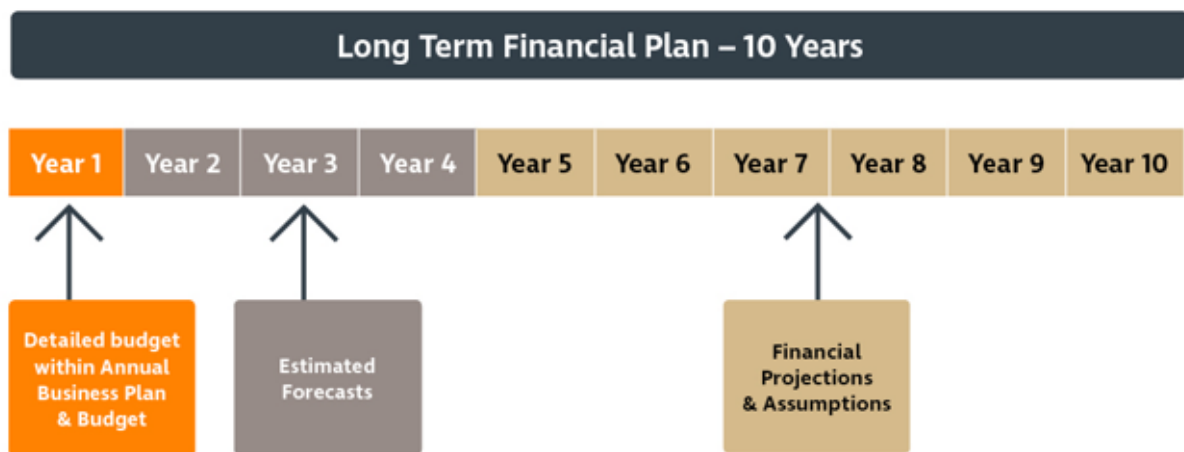 Long Term Financial Plan – 10 Years
Year 1 Year 2 Year 3 Year 4 Year 5 Year 6 Year 7 Year 8 Year 9 Year 10
Detailed budget
within Annual
Business Plan
& Budget
Estimated
Forecasts
Financial
Projections
& Assumptions